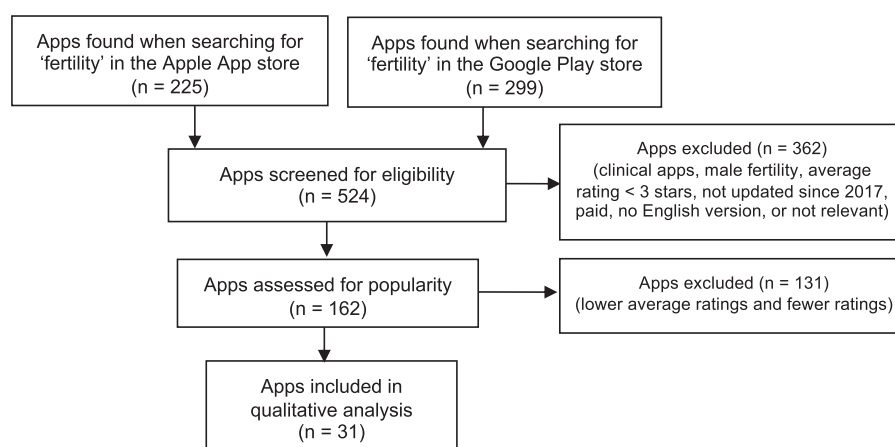 Apps found when searching for
‘fertility’ in the Apple App store
(n = 225)
Apps found when searching for
‘fertility’ in the Google Play store
(n = 299)
Apps screened for eligibility
(n = 524)
Apps excluded (n = 362)
(clinical apps, male fertility, average
rating < 3 stars, not updated since 2017,
paid, no English version, or not relevant)
Apps assessed for popularity
(n = 162)
Apps excluded (n = 131)
(lower average ratings and fewer ratings)
Apps included in
qualitative analysis
(n = 31)